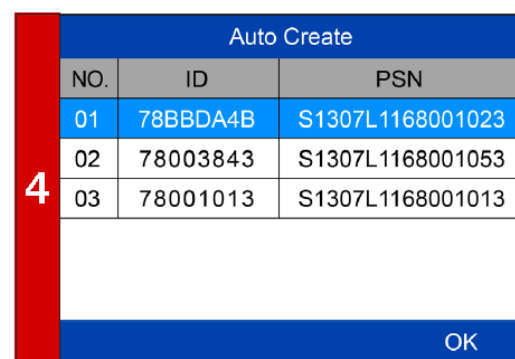 Auto Create
NO. ID PSN
01 78BBDA4B S1307L1168001023
02 78003843 S1307L1168001053
4
03 78001013 S1307L1168001013
OK